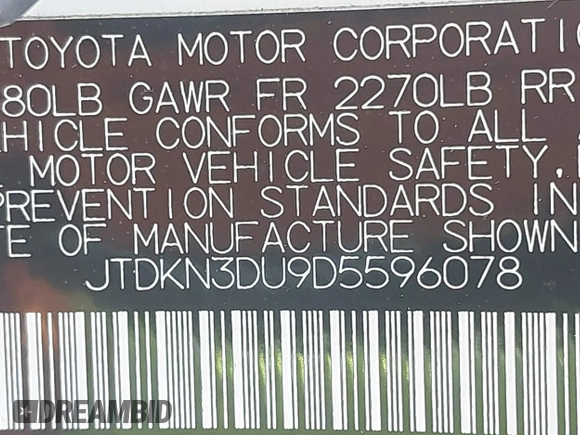 TOYOTA MOTOR CORPORATIO
80LB GAWR FR 2270LB RR
HICLE CONFORMS TO ALL
MOTOR VEHICLE SAFETY,
PREVENTION STANDARDS IN
TE OF MANUFACTURE SHOWN
JTDKN3DU9D5596078
DREAMBID